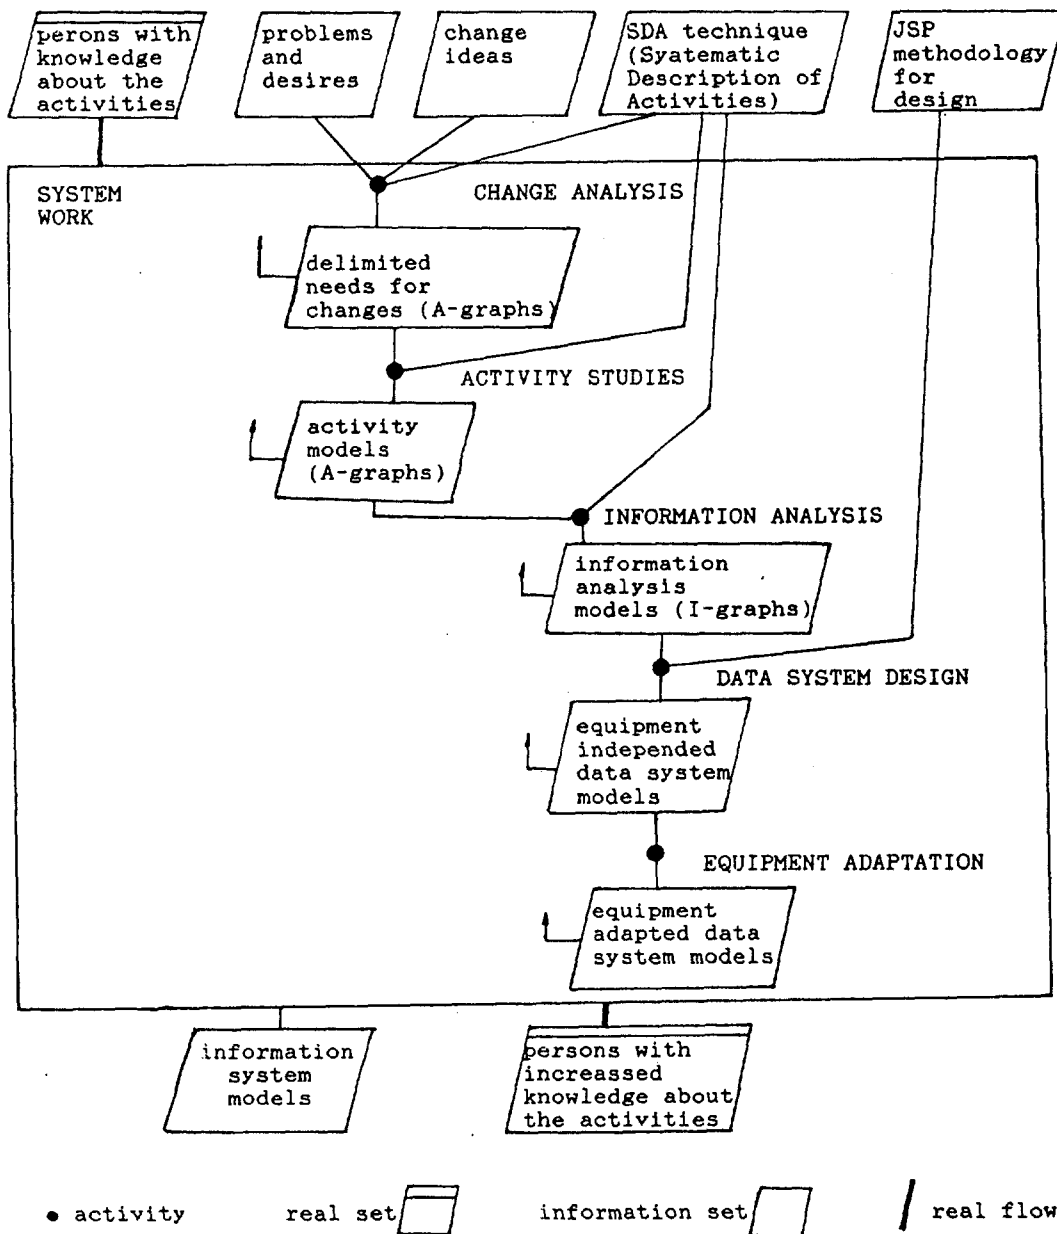 perons with
knowledge
about the
activities
problems
and
desires
change
ideas
SDA technique
(Syatematic
Description of
Activities)
JSP
methodology
for
design
SYSTEM
WORK
CHANGE ANALYSIS
delimited
needs for
changes (A-graphs)
ACTIVITY STUDIES
activity
models
(A-graphs)
INFORMATION ANALYSIS
information
analysis
models (I-graphs)
DATA SYSTEM DESIGN
equipment
independed
data system
models
EQUIPMENT ADAPTATION
equipment
adapted data
system models
information
system
models
persons with
increassed
knowledge about
the activities
activity
real set
information set
real flow